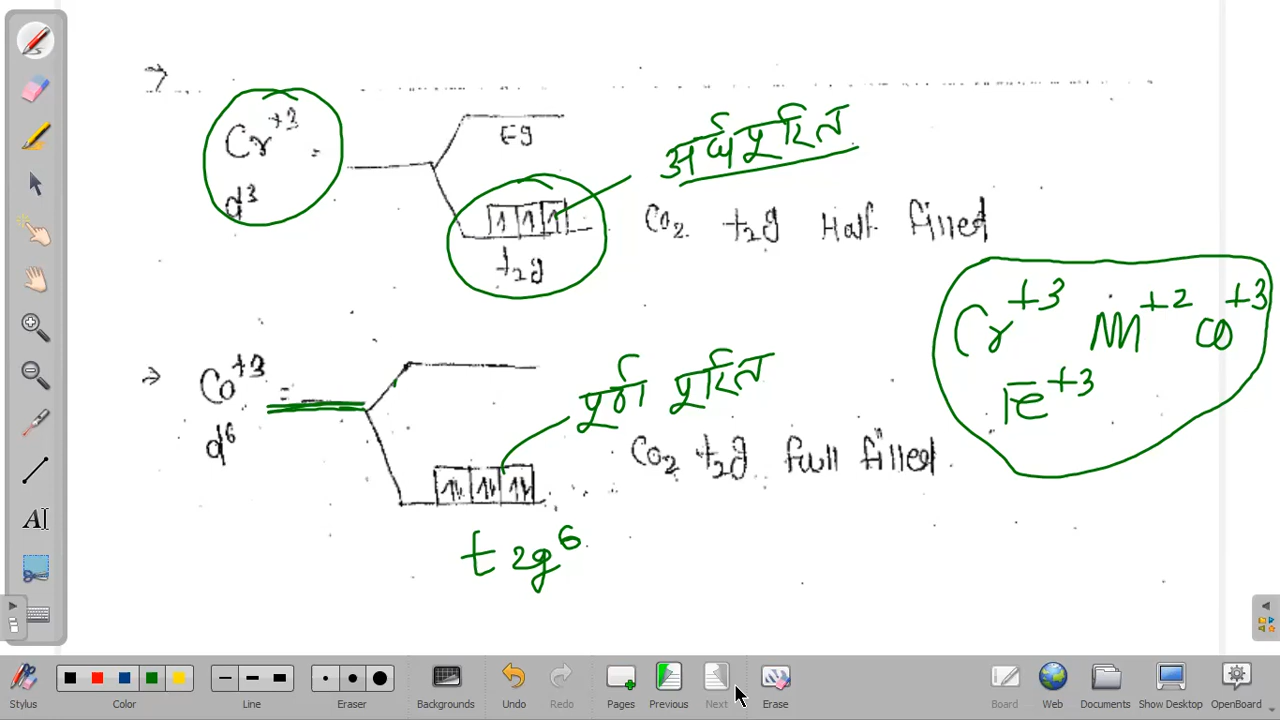 Cr+3 =
d3
Eg
अर्धपूरित
t2g
Co2 t2g Half filled
Cr+3 Mn+2 Co+3
Fe+3
Co+3 =
d6
पूर्ण पूरित
Co2 t2g full filled
t2g6
Stylus
Color
Line
Eraser
Backgrounds
Undo
Redo
Pages
Previous
Next
Erase
Board
Web
Documents
Show Desktop
OpenBoard